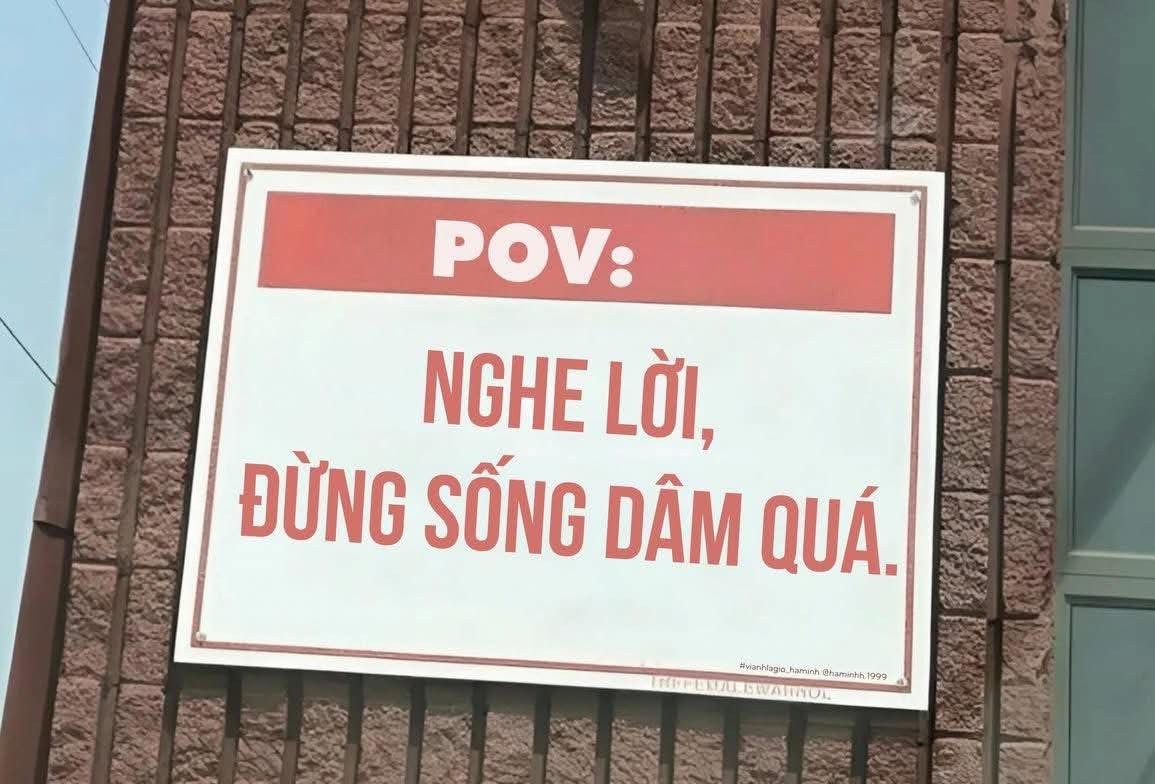 POV:
NGHE LỜI,
ĐỪNG SỐNG DÂM QUÁ.
#vianhlagio_haminh @haminhh.1999